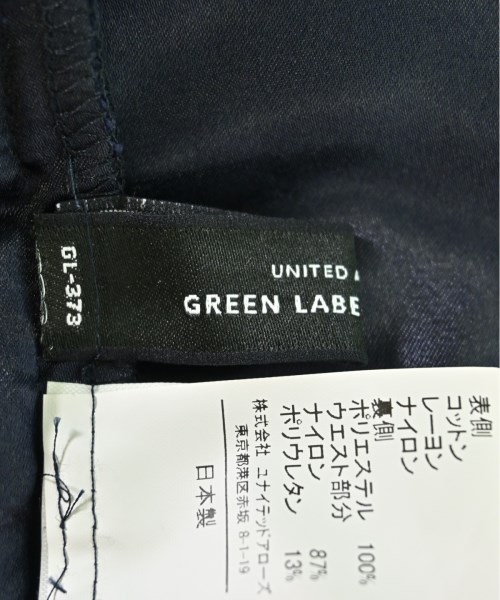 UNITED A
GREEN LABE
GL-373
表側
コットン
レーヨン
ナイロン
裏側
ポリエステル 100%
ウエスト部分
ナイロン 87%
ポリウレタン 13%
株式会社 ユナイテッドアローズ
東京都港区赤坂 8-1-19
日本製